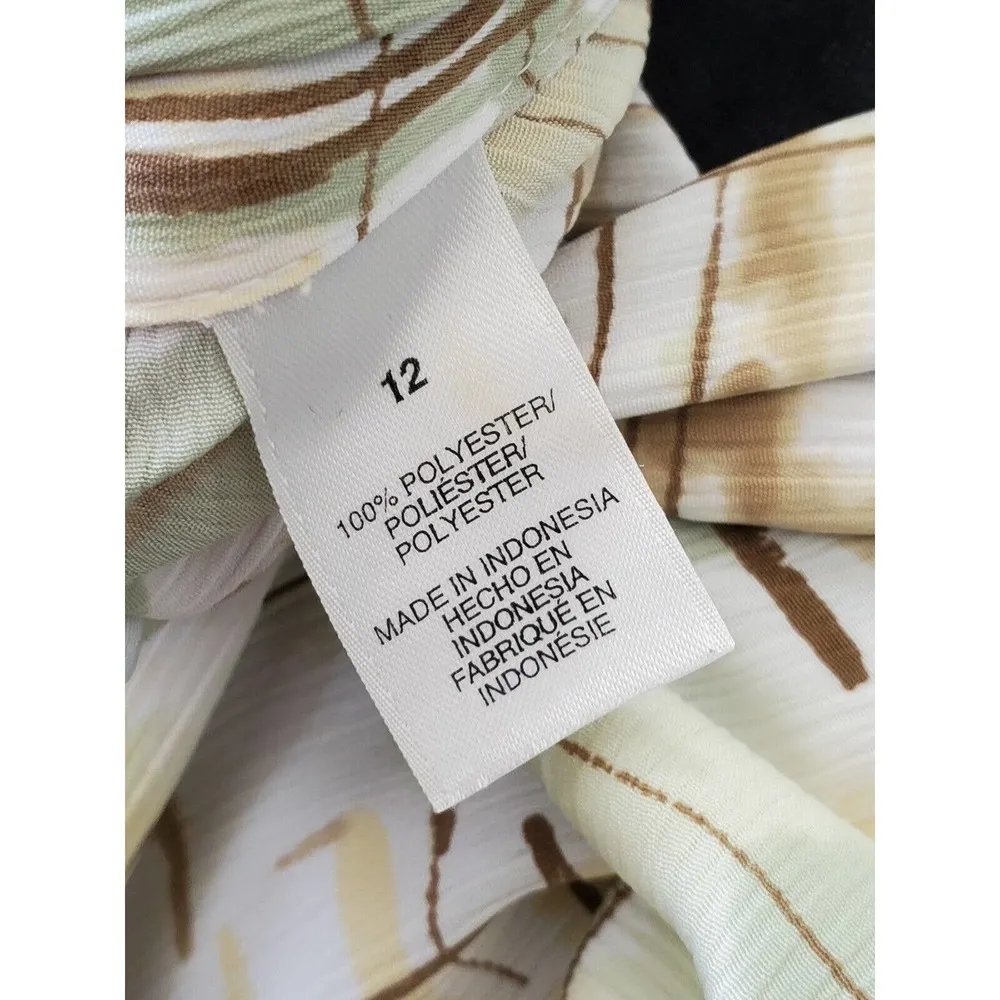 12
100% POLYESTER/
POLIÉSTER/
POLYESTER
MADE IN INDONESIA
HECHO EN
INDONESIA
FABRIQUÉ EN
INDONÉSIE